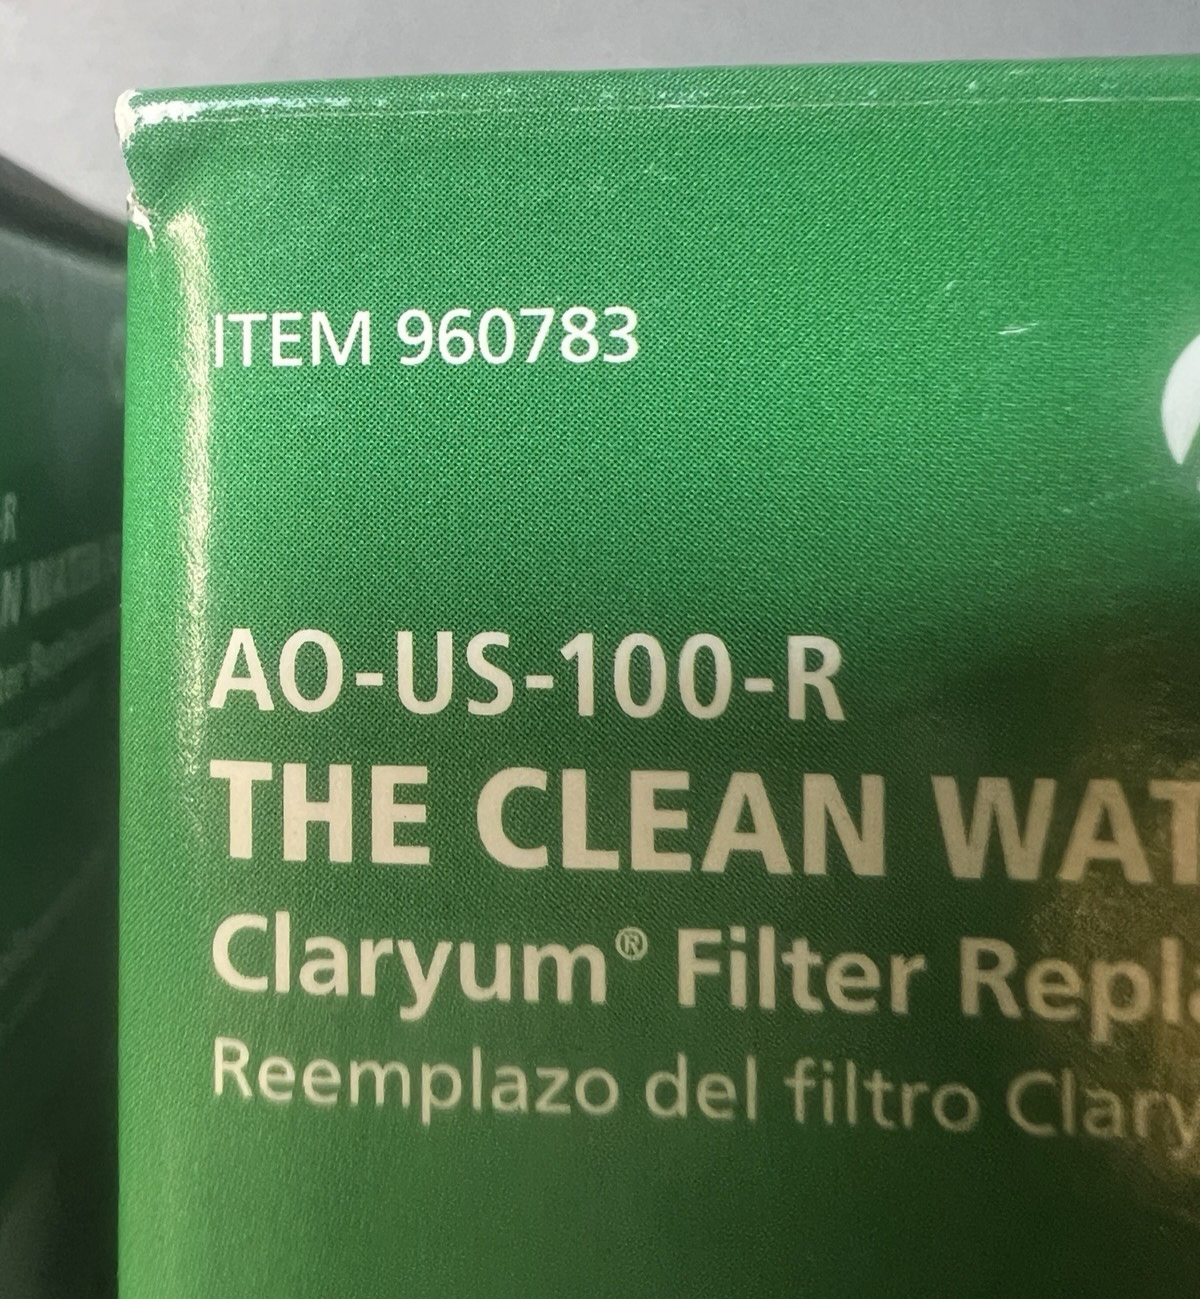 ITEM 960783
AO-US-100-R
THE CLEAN WAT
Claryum® Filter Repla
Reemplazo del filtro Clary